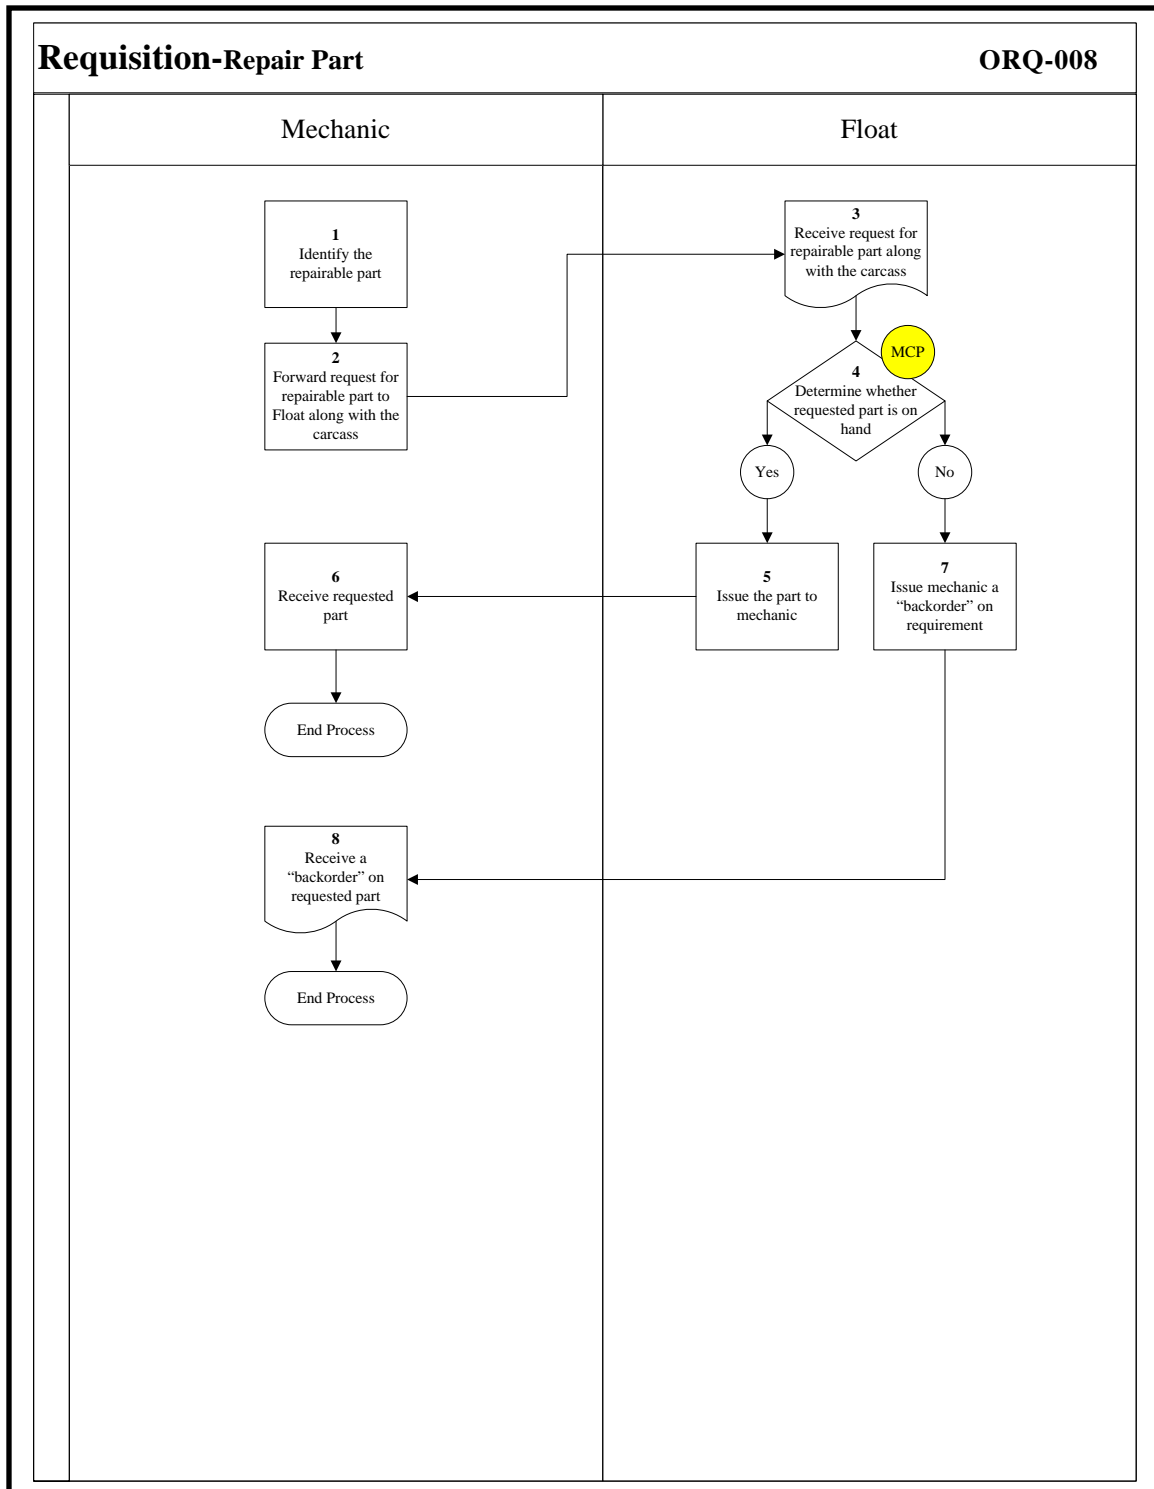 Requisition-Repair Part
ORQ-008
Mechanic
Float
1
Identify the
repairable part
2
Forward request for
repairable part to
Float along with the
carcass
3
Receive request for
repairable part along
with the carcass
MCP
4
Determine whether
requested part is on
hand
Yes
No
5
Issue the part to
mechanic
7
Issue mechanic a
“backorder” on
requirement
6
Receive requested
part
End Process
8
Receive a
“backorder” on
requested part
End Process